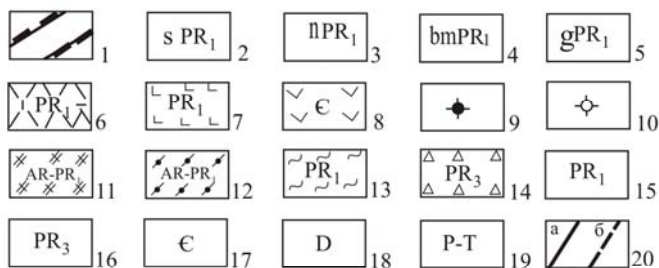 1 s PR₁ 2 ПPR₁ 3 bmPR₁ 4 gPR₁ 5
PR₁ 6 PR₁ 7 Є 8 9 10
AR-PR₁ 11 AR-PR₁ 12 PR₁ 13 PR₃ 14 PR₁ 15
PR₃ 16 Є 17 D 18 P-T 19 а б 20